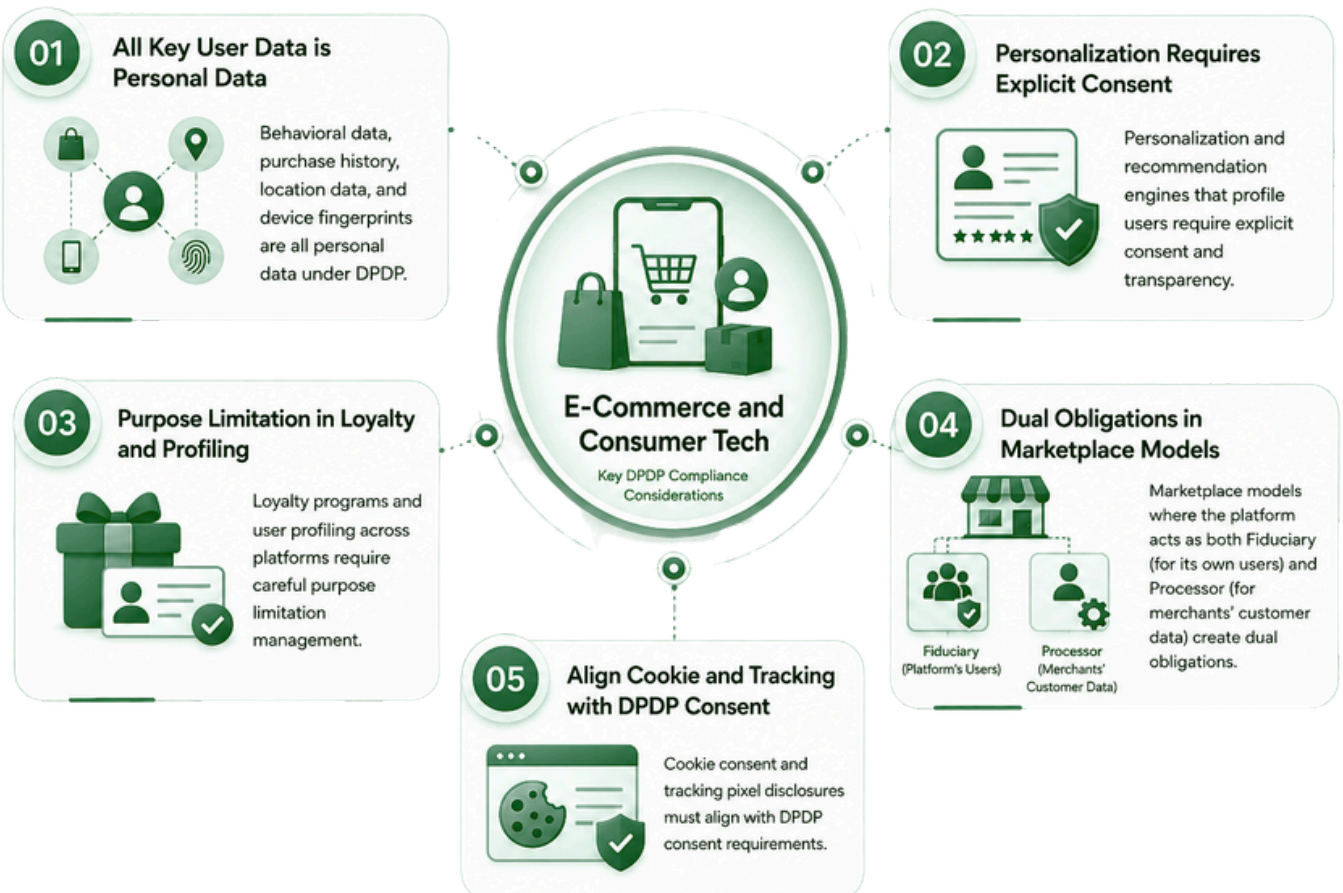 01
All Key User Data is
Personal Data
Behavioral data,
purchase history,
location data, and
device fingerprints
are all personal
data under DPDP.
02
Personalization Requires
Explicit Consent
Personalization and
recommendation
engines that profile
users require explicit
consent and
transparency.
E-Commerce and
Consumer Tech
Key DPDP Compliance
Considerations
03
Purpose Limitation in Loyalty
and Profiling
Loyalty programs and
user profiling across
platforms require
careful purpose
limitation
management.
04
Dual Obligations in
Marketplace Models
Marketplace models
where the platform
acts as both Fiduciary
(for its own users) and
Processor (for
merchants' customer
data) create dual
obligations.
Fiduciary
(Platform's Users)
Processor
(Merchants'
Customer Data)
05
Align Cookie and Tracking
with DPDP Consent
Cookie consent and
tracking pixel disclosures
must align with DPDP
consent requirements.